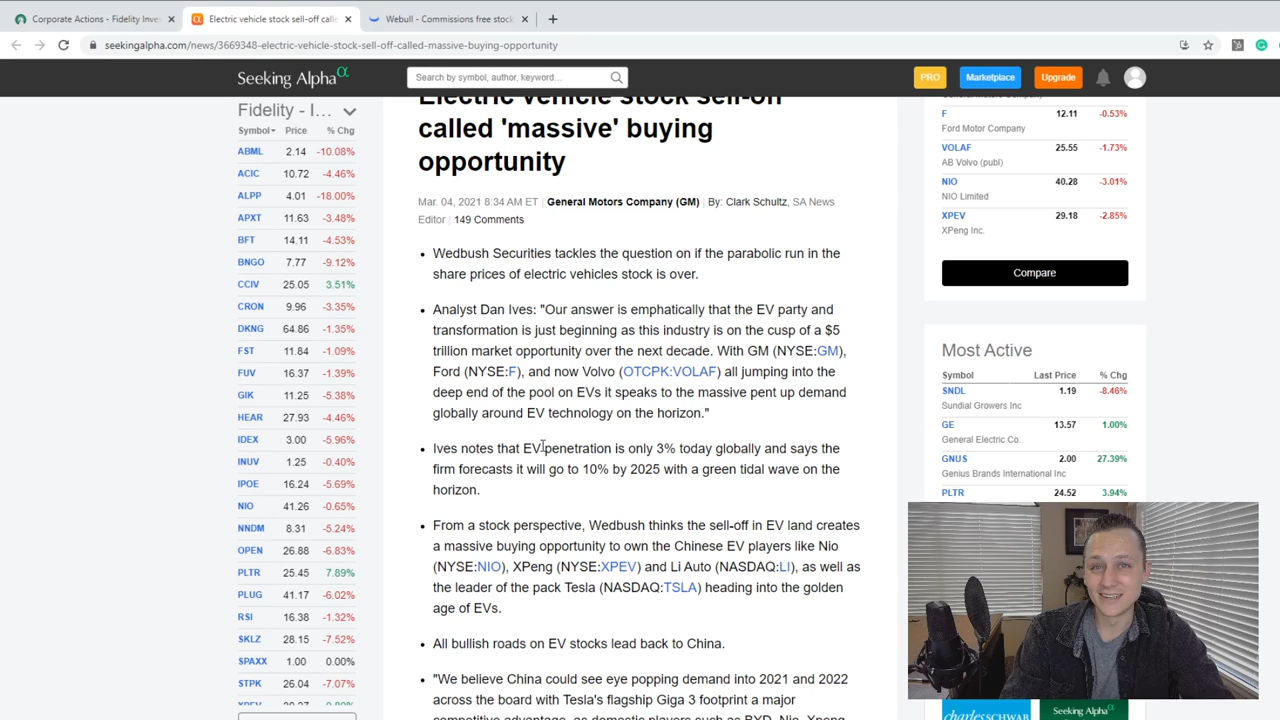 Corporate Actions - Fidelity Inves
Electric vehicle stock sell-off calle
Webull - Commissions free stock
seekingalpha.com/news/3669348-electric-vehicle-stock-sell-off-called-massive-buying-opportunity
Seeking Alpha α
Search by symbol, author, keyword...
PRO
Marketplace
Upgrade
Fidelity - I...
Symbol Price % Chg
ABML 2.14 -10.08%
ACIC 10.72 -4.46%
ALPP 4.01 -18.00%
APXT 11.63 -3.48%
BFT 14.11 -4.53%
BNGO 7.77 -9.12%
CCIV 25.05 3.51%
CRON 9.96 -3.35%
DKNG 64.86 -1.35%
FST 11.84 -1.09%
FUV 16.37 -1.39%
GIK 11.25 -5.38%
HEAR 27.93 -4.46%
IDEX 3.00 -5.96%
INUV 1.25 -0.40%
IPOE 16.24 -5.69%
NIO 41.26 -0.65%
NNDM 8.31 -5.24%
OPEN 26.88 -6.83%
PLTR 25.45 7.89%
PLUG 41.17 -6.02%
RSI 16.38 -1.32%
SKLZ 28.15 -7.52%
SPAXX 1.00 0.00%
STPK 26.04 -7.07%
Electric vehicle stock sell-off
called 'massive' buying
opportunity
Mar. 04, 2021 8:34 AM ET | General Motors Company (GM) | By: Clark Schultz, SA News
Editor | 149 Comments
• Wedbush Securities tackles the question on if the parabolic run in the
share prices of electric vehicles stock is over.
• Analyst Dan Ives: "Our answer is emphatically that the EV party and
transformation is just beginning as this industry is on the cusp of a $5
trillion market opportunity over the next decade. With GM (NYSE:GM),
Ford (NYSE:F), and now Volvo (OTCPK:VOLAF) all jumping into the
deep end of the pool on EVs it speaks to the massive pent up demand
globally around EV technology on the horizon."
• Ives notes that EV penetration is only 3% today globally and says the
firm forecasts it will go to 10% by 2025 with a green tidal wave on the
horizon.
• From a stock perspective, Wedbush thinks the sell-off in EV land creates
a massive buying opportunity to own the Chinese EV players like Nio
(NYSE:NIO), XPeng (NYSE:XPEV) and Li Auto (NASDAQ:LI), as well as
the leader of the pack Tesla (NASDAQ:TSLA) heading into the golden
age of EVs.
• All bullish roads on EV stocks lead back to China.
• "We believe China could see eye popping demand into 2021 and 2022
across the board with Tesla's flagship Giga 3 footprint a major
competitive advantage, as domestic players such as BYD, Nio, Xpeng
F 12.11 -0.53%
Ford Motor Company
VOLAF 25.55 -1.73%
AB Volvo (publ)
NIO 40.28 -3.01%
NIO Limited
XPEV 29.18 -2.85%
XPeng Inc.
Compare
Most Active
Symbol Last Price % Chg
SNDL 1.19 -8.46%
Sundial Growers Inc
GE 13.57 1.00%
General Electric Co.
GNUS 2.00 27.39%
Genius Brands International Inc
PLTR 24.52 3.94%
charles SCHWAB
Seeking Alpha α